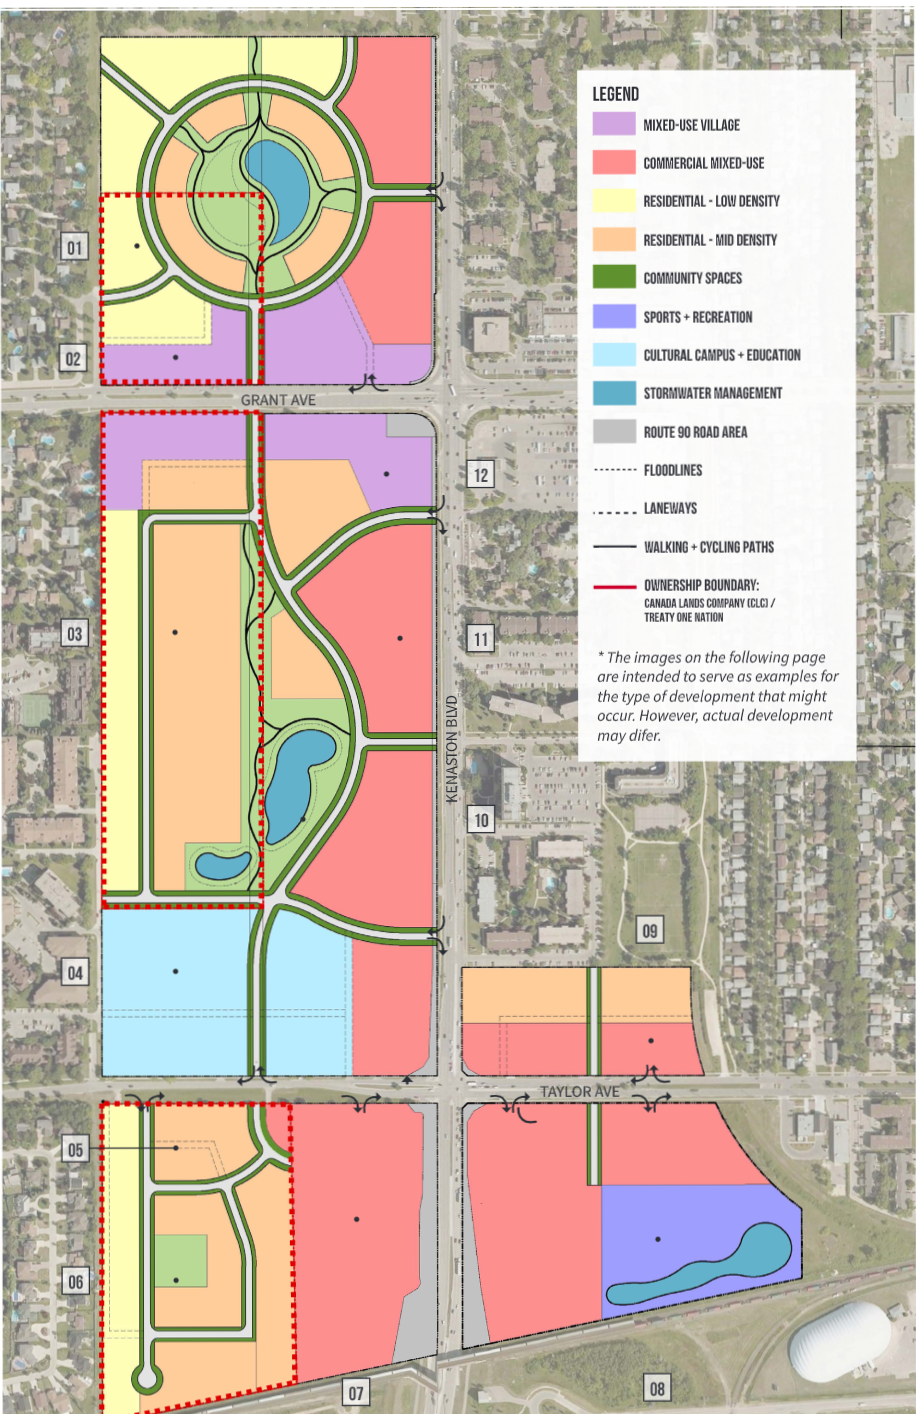 LEGEND
MIXED-USE VILLAGE
COMMERCIAL MIXED-USE
RESIDENTIAL - LOW DENSITY
RESIDENTIAL - MID DENSITY
COMMUNITY SPACES
SPORTS + RECREATION
CULTURAL CAMPUS + EDUCATION
STORMWATER MANAGEMENT
ROUTE 90 ROAD AREA
FLOODLINES
LANEWAYS
WALKING + CYCLING PATHS
OWNERSHIP BOUNDARY:
CANADA LANDS COMPANY (CLC) /
TREATY ONE NATION
* The images on the following page
are intended to serve as examples for
the type of development that might
occur. However, actual development
may difer.
01
02
GRANT AVE
12
03
11
KENASTON BLVD
10
09
04
TAYLOR AVE
05
06
07
08